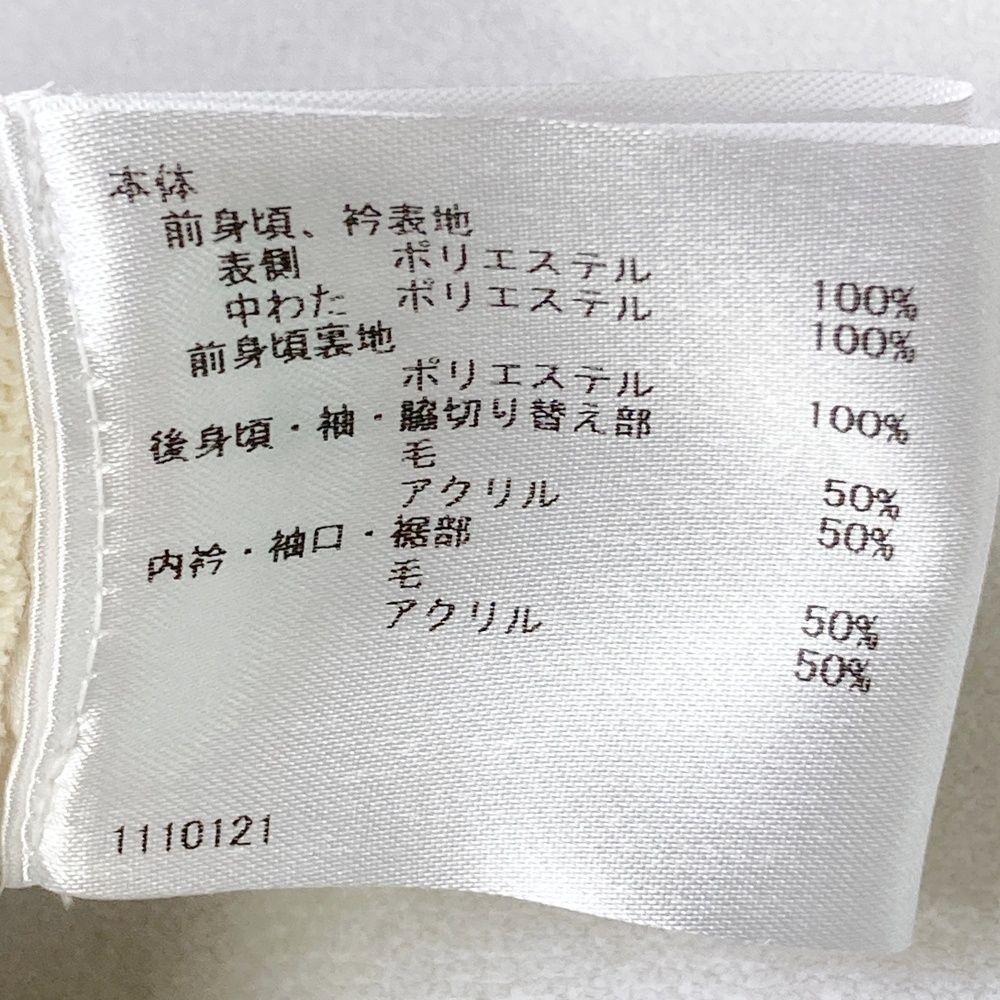 本体
前身頃、衿表地
表側 ポリエステル 100%
中わた ポリエステル 100%
前身頃裏地
ポリエステル 100%
後身頃・袖・脇切り替え部
毛 50%
アクリル 50%
内衿・袖口・裾部
毛 50%
アクリル 50%
1110121